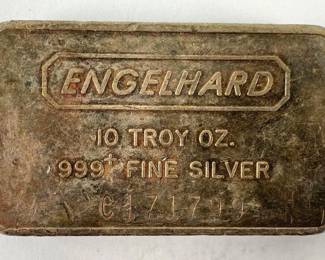 ENGELHARD
10 TROY OZ.
999+ FINE SILVER